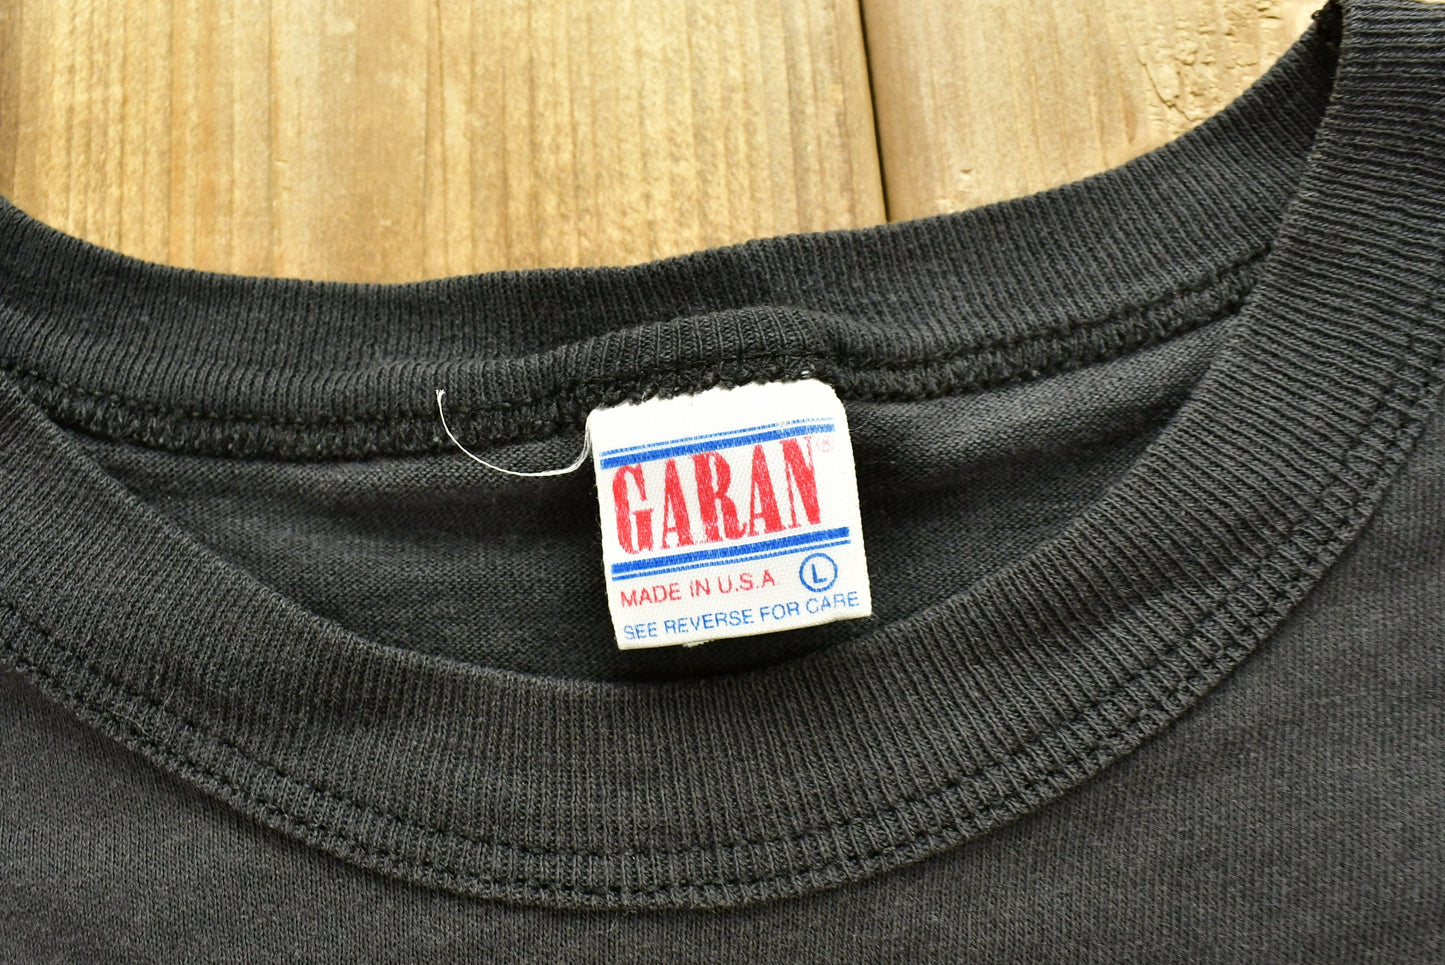 GARAN®
MADE IN U.S.A Ⓛ
SEE REVERSE FOR CARE